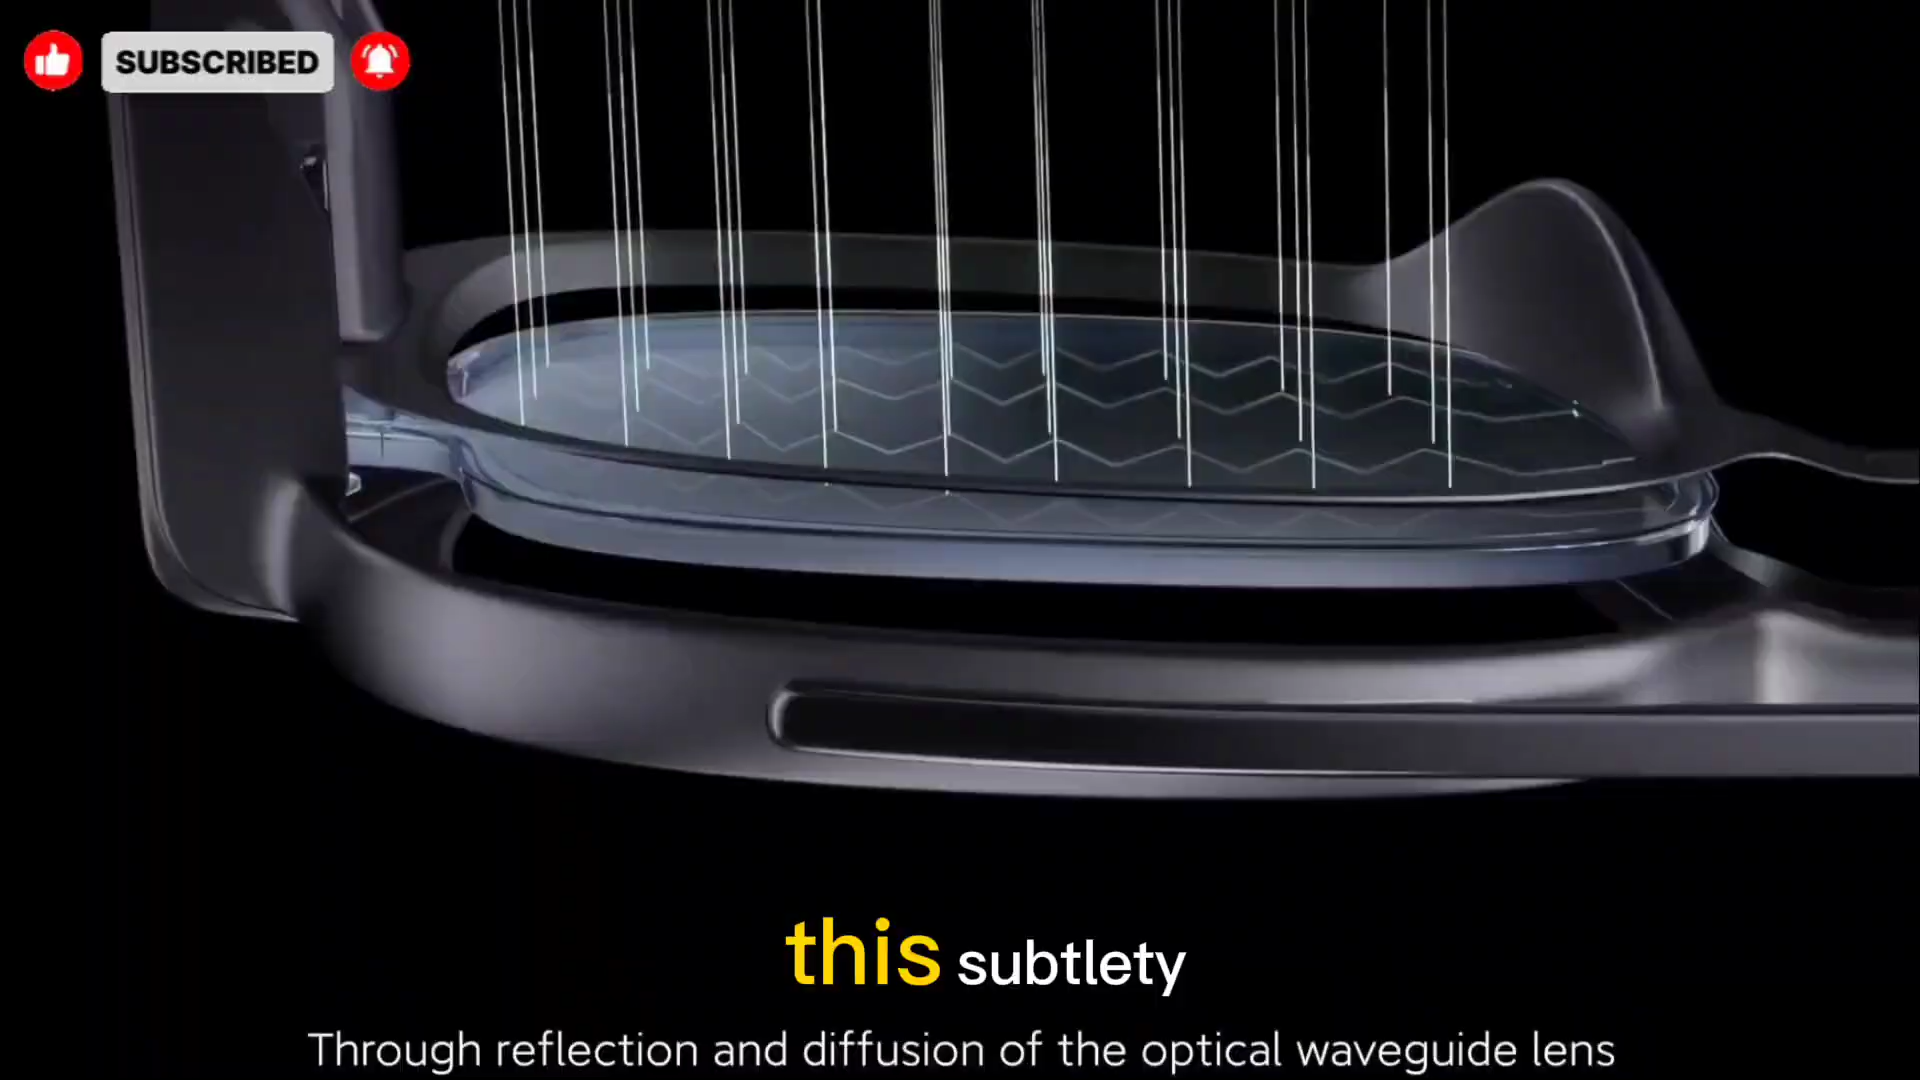 SUBSCRIBED
this subtlety
Through reflection and diffusion of the optical waveguide lens